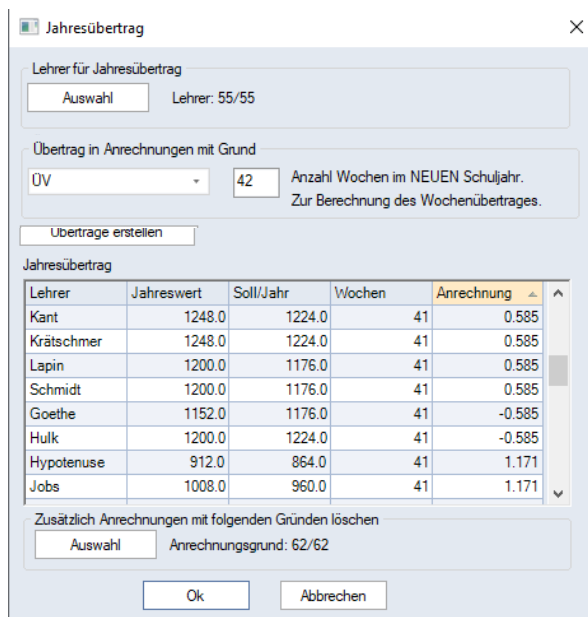 Jahresübertrag
Lehrer für Jahresübertrag
Auswahl Lehrer: 55/55
Übertrag in Anrechnungen mit Grund
ÜV 42 Anzahl Wochen im NEUEN Schuljahr.
Zur Berechnung des Wochenübertrages.
Überträge erstellen
Jahresübertrag
Lehrer Jahreswert Soll/Jahr Wochen Anrechnung
Kant 1248.0 1224.0 41 0.585
Krätschmer 1248.0 1224.0 41 0.585
Lapin 1200.0 1176.0 41 0.585
Schmidt 1200.0 1176.0 41 0.585
Goethe 1152.0 1176.0 41 -0.585
Hulk 1200.0 1224.0 41 -0.585
Hypotenuse 912.0 864.0 41 1.171
Jobs 1008.0 960.0 41 1.171
Zusätzlich Anrechnungen mit folgenden Gründen löschen
Auswahl Anrechnungsgrund: 62/62
Ok Abbrechen